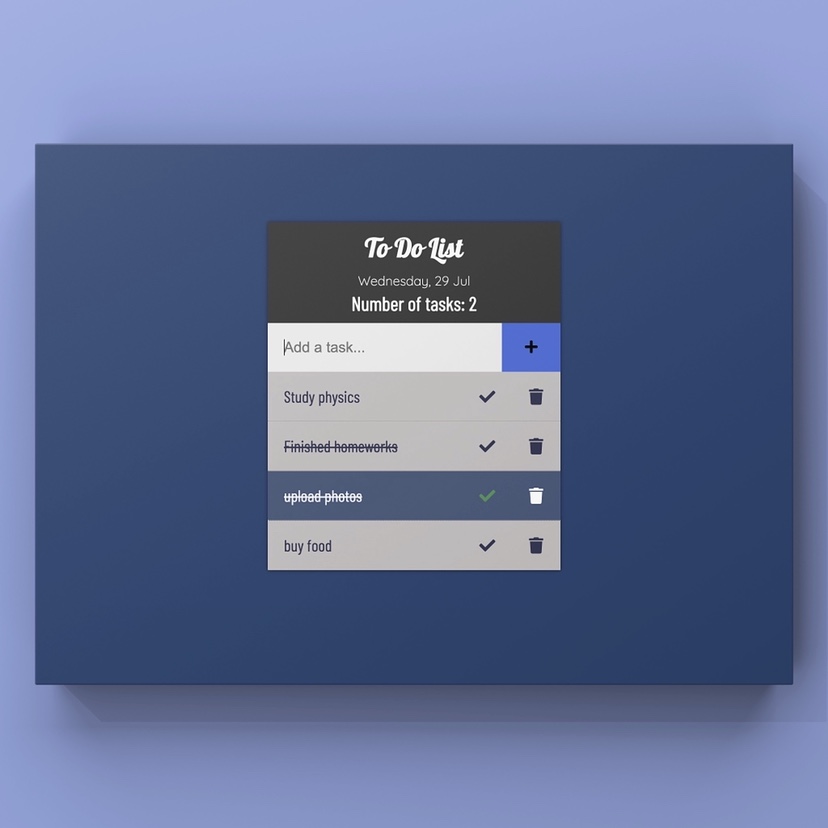 To Do List
Wednesday, 29 Jul
Number of tasks: 2
Add a task...
Study physics
Finished homeworks
upload photos
buy food